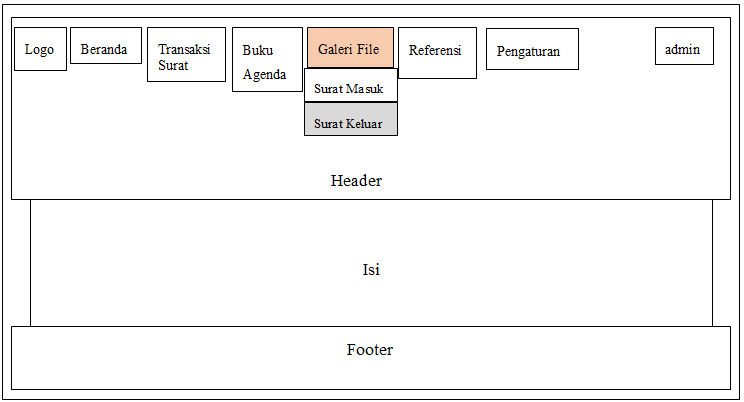 Logo
Beranda
Transaksi
Surat
Buku
Agenda
Galeri File
Surat Masuk
Surat Keluar
Referensi
Pengaturan
admin
Header
Isi
Footer